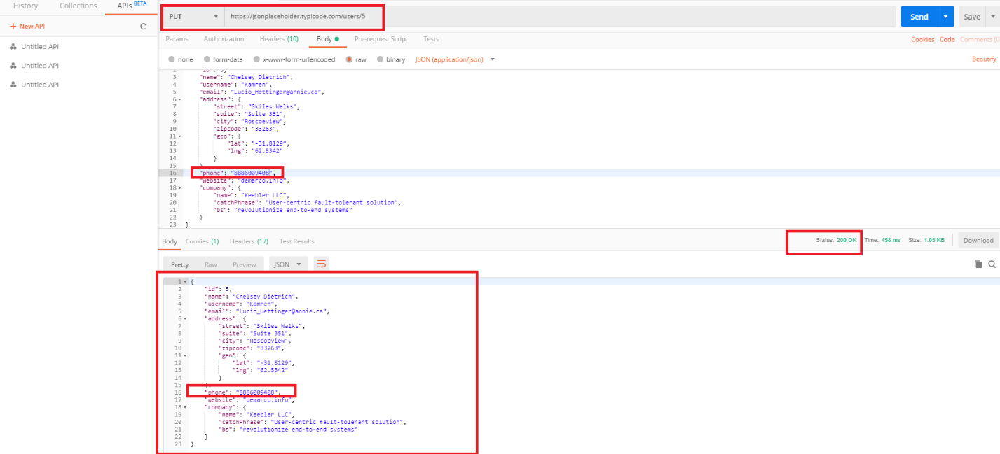 History Collections APIs BETA
+ New API
Untitled API
Untitled API
Untitled API
PUT https://jsonplaceholder.typicode.com/users/5 Send Save
Params Authorization Headers (10) Body Pre-request Script Tests Cookies Code Comments (0
none form-data x-www-form-urlencoded raw binary JSON (application/json) Beautify
2 "id": 5,
3 "name": "Chelsey Dietrich",
4 "username": "Kamren",
5 "email": "Lucio_Hettinger@annie.ca",
6 "address": {
7 "street": "Skiles Walks",
8 "suite": "Suite 351",
9 "city": "Roscoeview",
10 "zipcode": "33263",
11 "geo": {
12 "lat": "-31.8129",
13 "lng": "62.5342"
14 }
15 },
16 "phone": "8886009408",
17 "website": "demarco.info",
18 "company": {
19 "name": "Keebler LLC",
20 "catchPhrase": "User-centric fault-tolerant solution",
21 "bs": "revolutionize end-to-end systems"
22 }
23 }
Body Cookies (1) Headers (17) Test Results Status: 200 OK Time: 458 ms Size: 1.05 KB Download
Pretty Raw Preview JSON
1 {
2 "id": 5,
3 "name": "Chelsey Dietrich",
4 "username": "Kamren",
5 "email": "Lucio_Hettinger@annie.ca",
6 "address": {
7 "street": "Skiles Walks",
8 "suite": "Suite 351",
9 "city": "Roscoeview",
10 "zipcode": "33263",
11 "geo": {
12 "lat": "-31.8129",
13 "lng": "62.5342"
14 }
15 },
16 "phone": "8886009408",
17 "website": "demarco.info",
18 "company": {
19 "name": "Keebler LLC",
20 "catchPhrase": "User-centric fault-tolerant solution",
21 "bs": "revolutionize end-to-end systems"
22 }
23 }